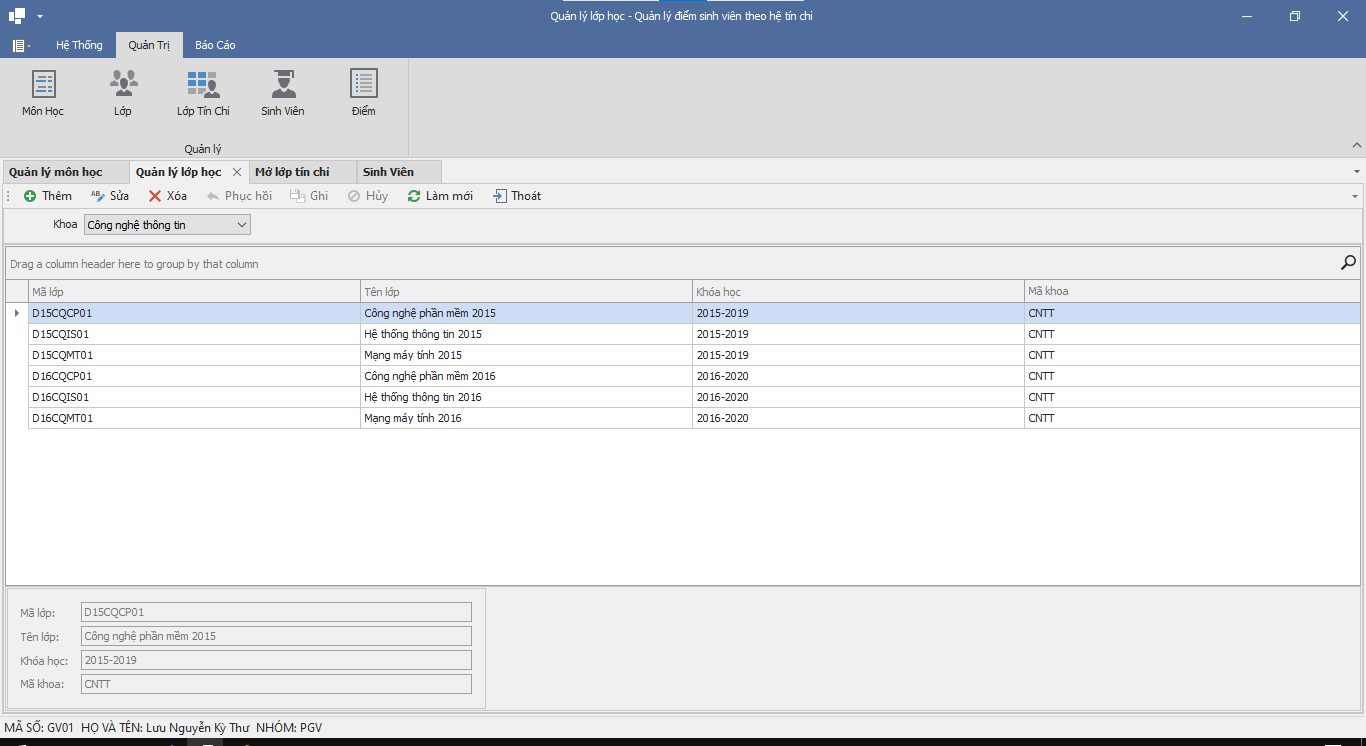 Quản lý lớp học - Quản lý điểm sinh viên theo hệ tín chỉ
Hệ Thống Quản Trị Báo Cáo
Môn Học Lớp Lớp Tín Chỉ Sinh Viên Điểm
Quản lý
Quản lý môn học Quản lý lớp học Mở lớp tín chỉ Sinh Viên
Thêm Sửa Xóa Phục hồi Ghi Hủy Làm mới Thoát
Khoa Công nghệ thông tin
Drag a column header here to group by that column
Mã lớp Tên lớp Khóa học Mã khoa
D15CQCP01 Công nghệ phần mềm 2015 2015-2019 CNTT
D15CQIS01 Hệ thống thông tin 2015 2015-2019 CNTT
D15CQMT01 Mạng máy tính 2015 2015-2019 CNTT
D16CQCP01 Công nghệ phần mềm 2016 2016-2020 CNTT
D16CQIS01 Hệ thống thông tin 2016 2016-2020 CNTT
D16CQMT01 Mạng máy tính 2016 2016-2020 CNTT
Mã lớp: D15CQCP01
Tên lớp: Công nghệ phần mềm 2015
Khóa học: 2015-2019
Mã khoa: CNTT
MÃ SỐ: GV01 HỌ VÀ TÊN: Lưu Nguyễn Kỳ Thư NHÓM: PGV